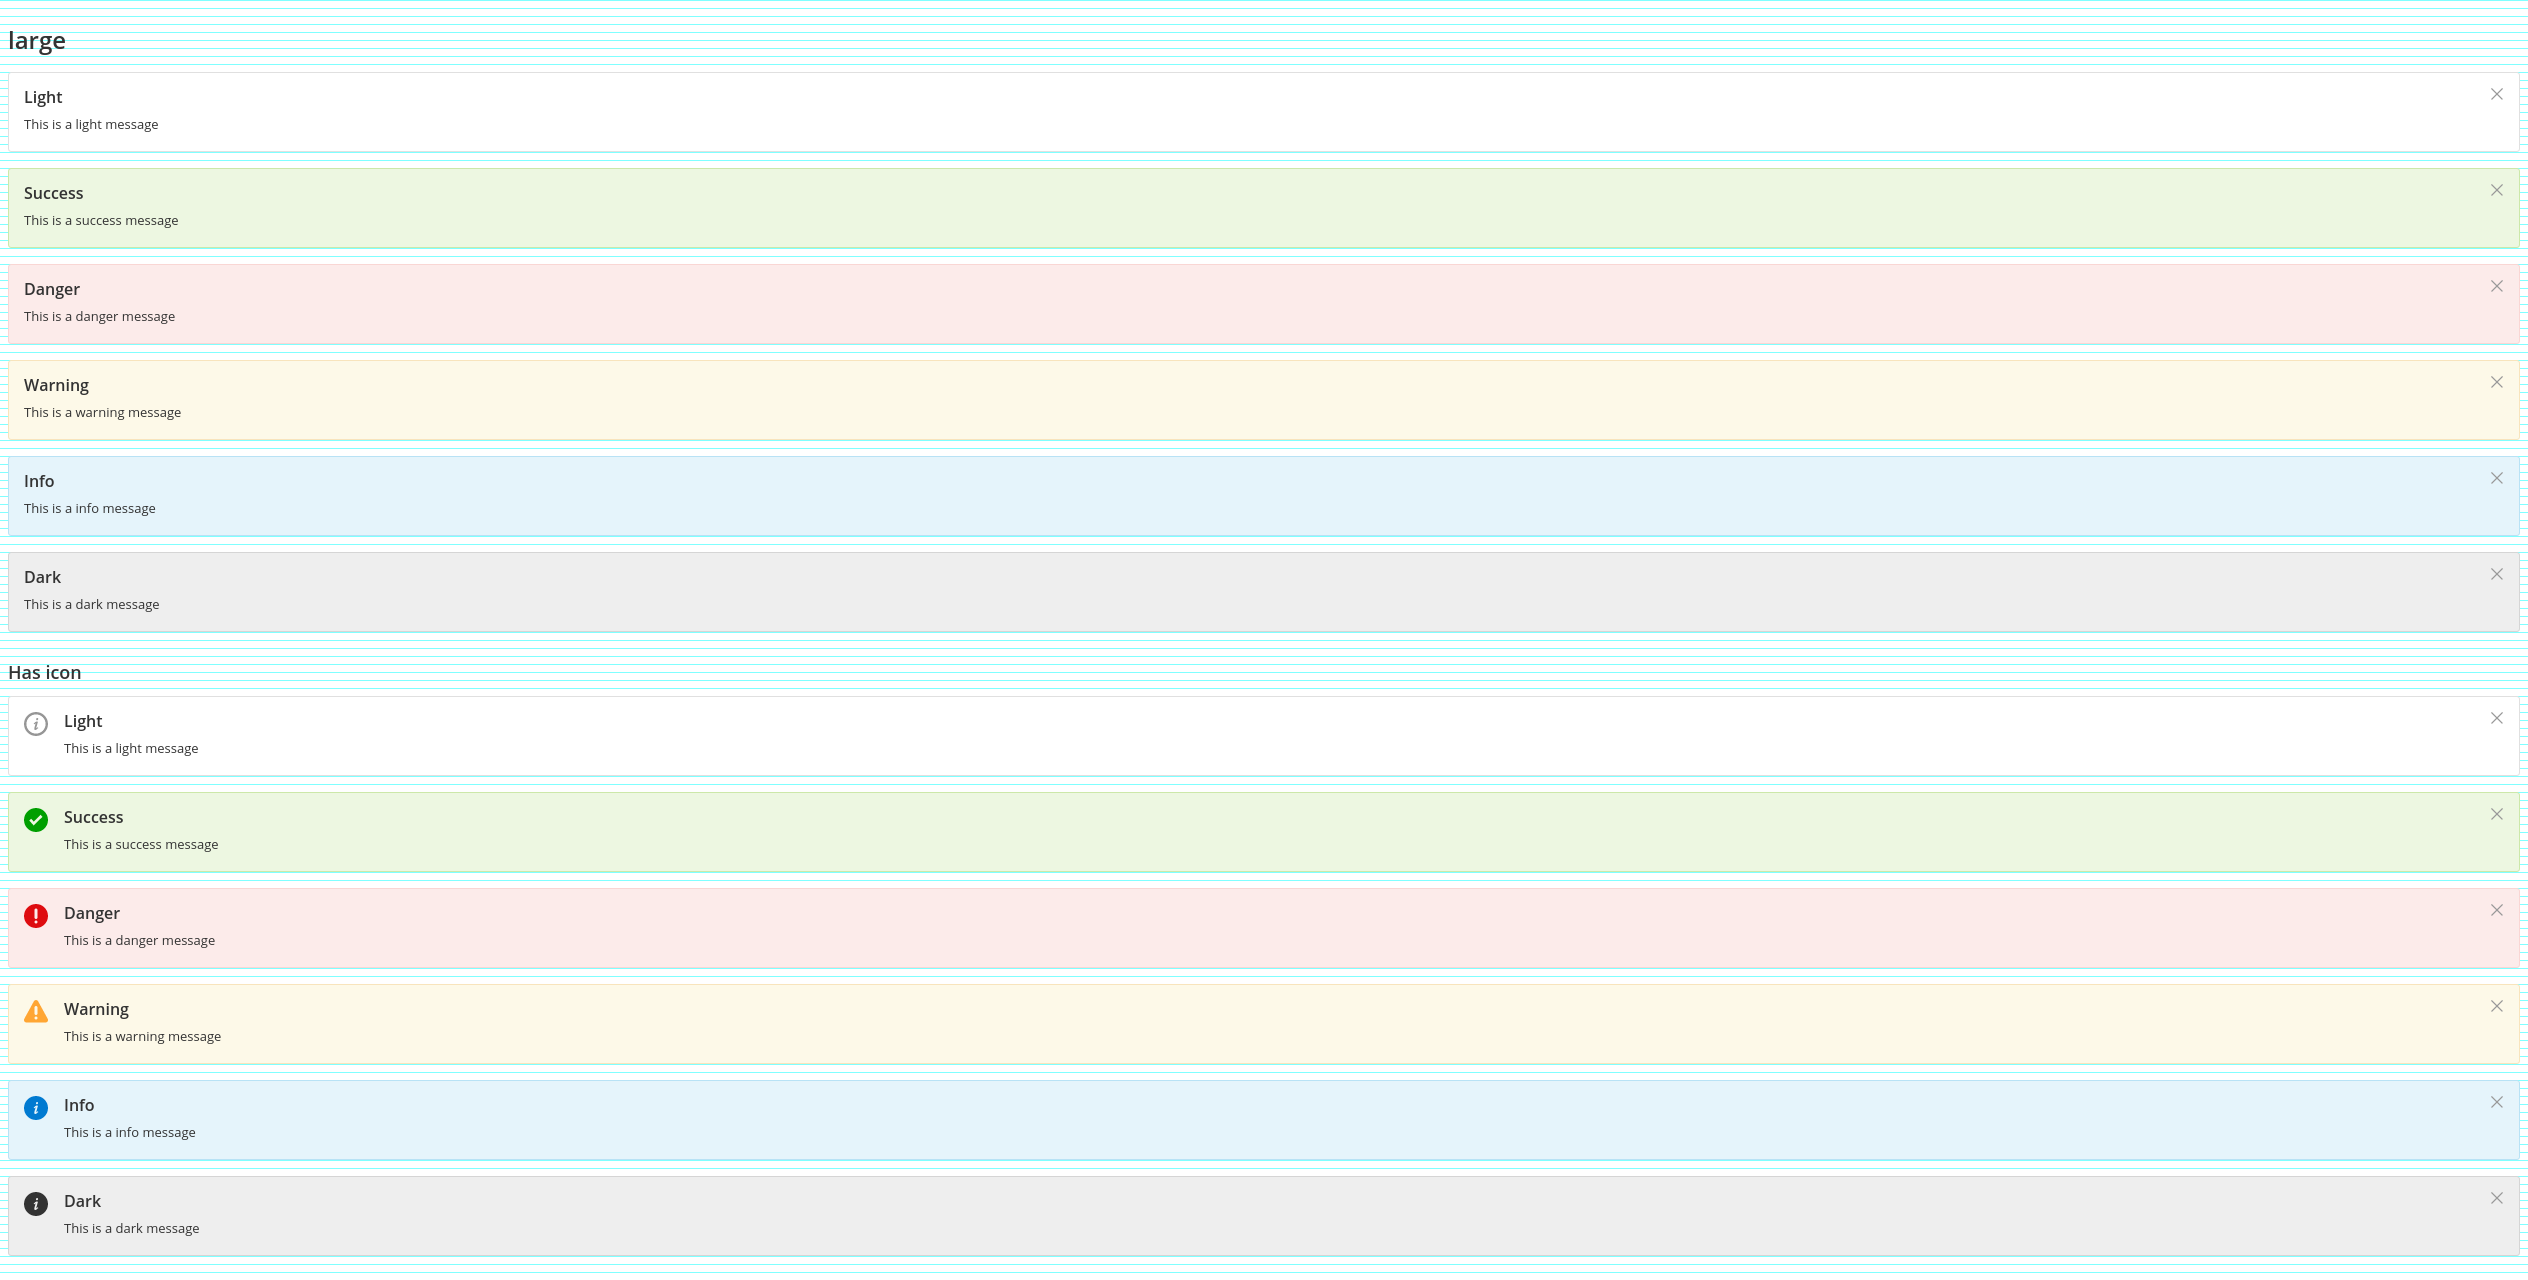 large
Light
This is a light message
Success
This is a success message
Danger
This is a danger message
Warning
This is a warning message
Info
This is a info message
Dark
This is a dark message
Has icon
Light
This is a light message
Success
This is a success message
Danger
This is a danger message
Warning
This is a warning message
Info
This is a info message
Dark
This is a dark message